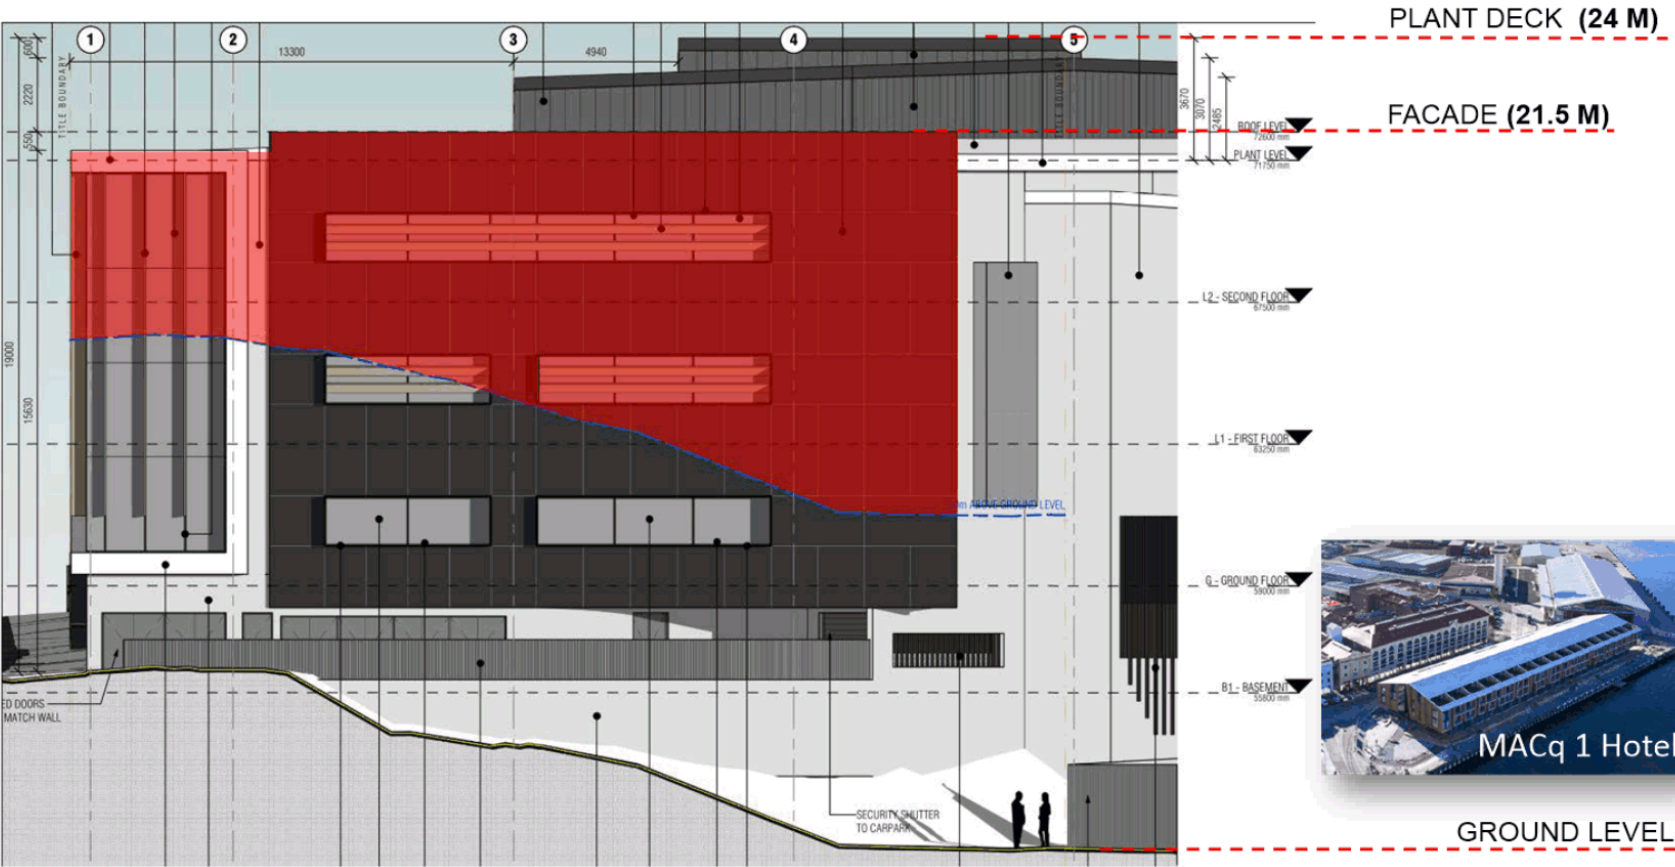 PLANT DECK (24 M)
1
2
3
4
5
13300
4940
600
2220
550
19000
15630
TITLE BOUNDARY
TITLE BOUNDARY
3670
3070
2485
FACADE (21.5 M)
ROOF LEVEL
72600 mm
PLANT LEVEL
71750 mm
L2 - SECOND FLOOR
67500 mm
L1 - FIRST FLOOR
63250 mm
m ABOVE GROUND LEVEL
G - GROUND FLOOR
59000 mm
B1 - BASEMENT
55800 mm
ED DOORS
MATCH WALL
MACq 1 Hotel
SECURITY SHUTTER
TO CARPARK
GROUND LEVEL